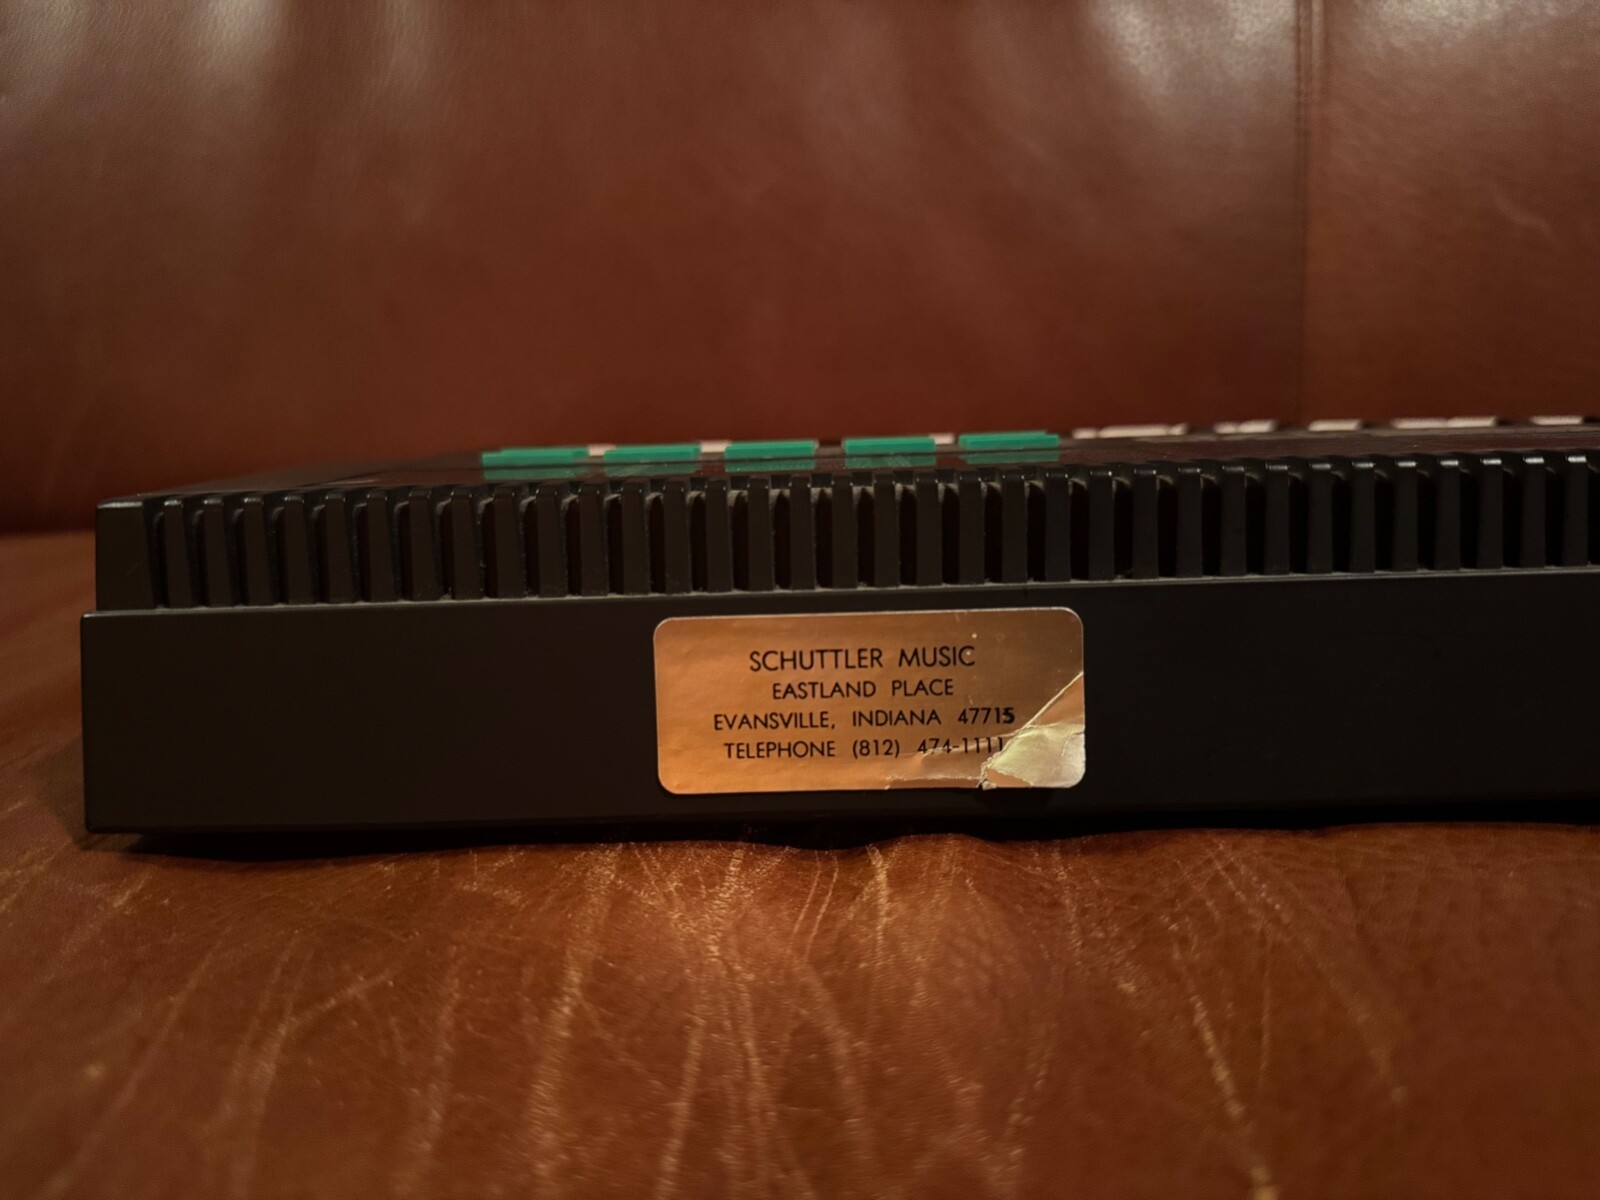 SCHUTTLER MUSIC
EASTLAND PLACE
EVANSVILLE, INDIANA 47715
TELEPHONE (812) 474-1111